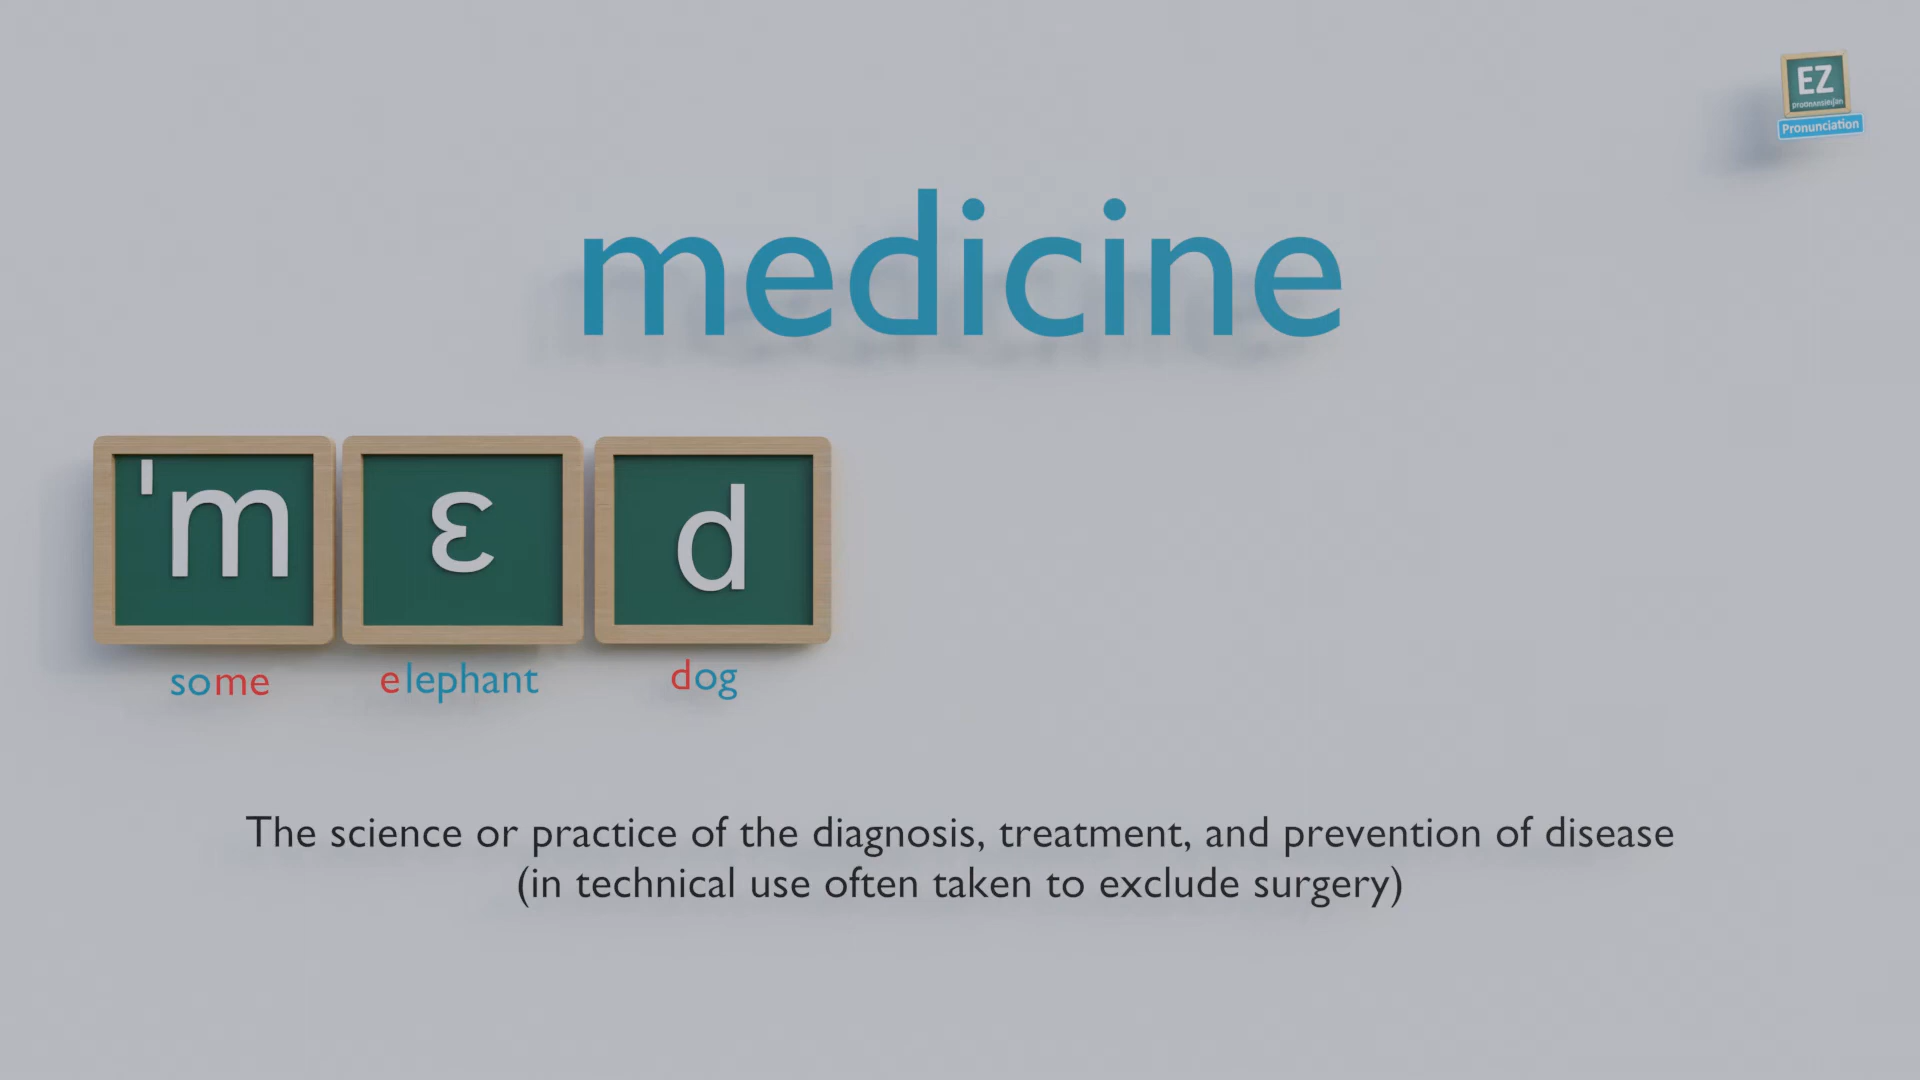 EZ
Pronunciation
medicine
ˈm ɛ d
some elephant dog
The science or practice of the diagnosis, treatment, and prevention of disease
(in technical use often taken to exclude surgery)